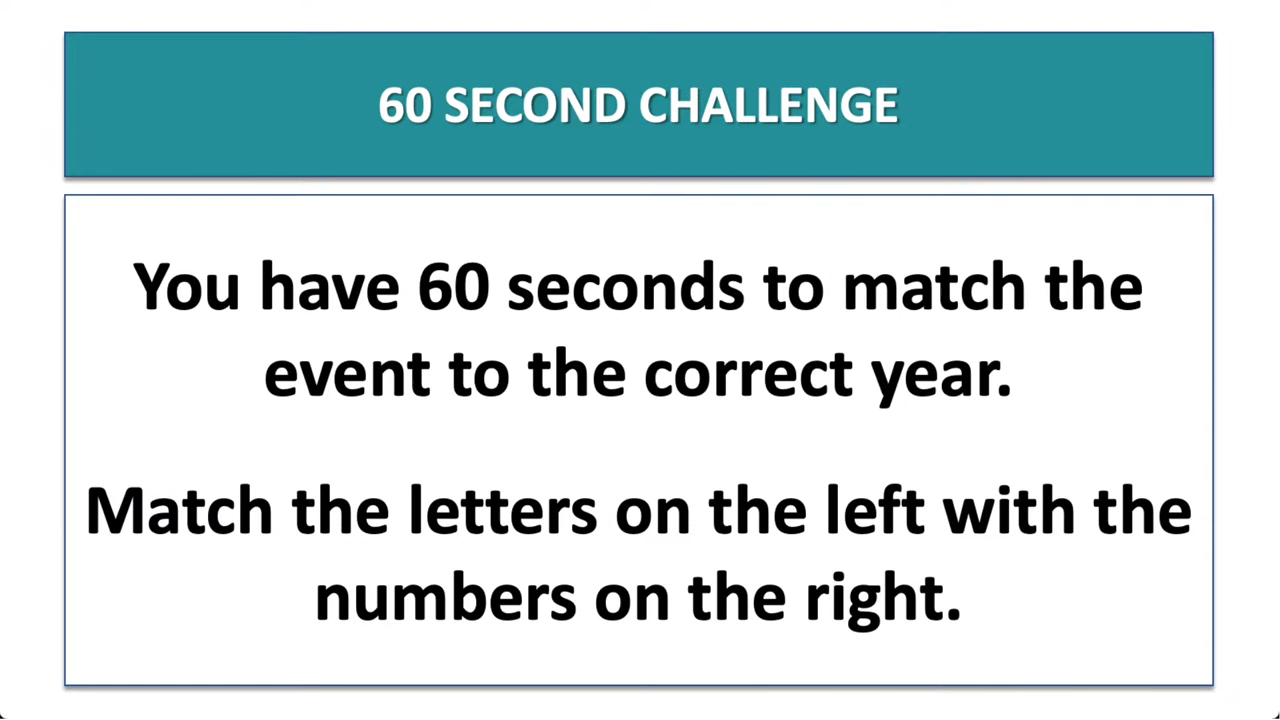 60 SECOND CHALLENGE
You have 60 seconds to match the
event to the correct year.
Match the letters on the left with the
numbers on the right.